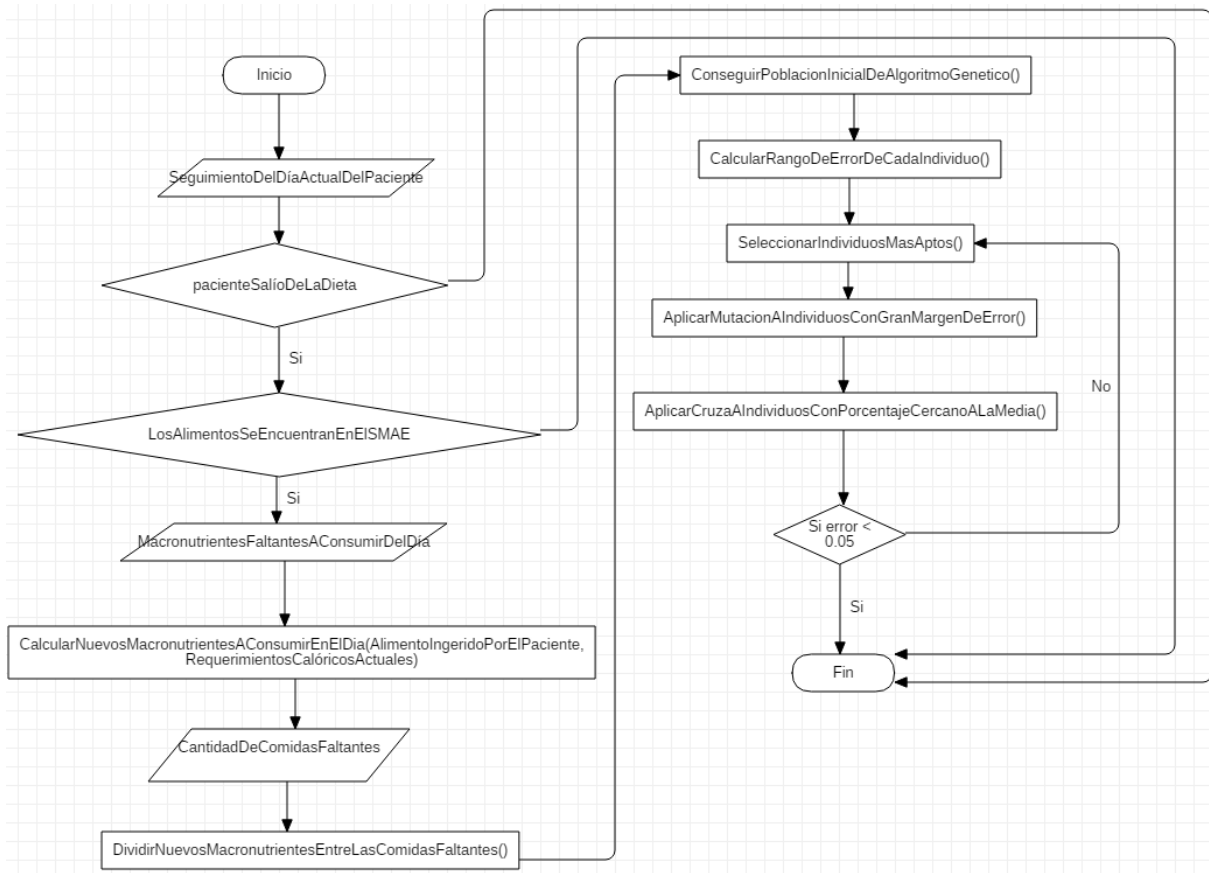 Inicio
SeguimientoDelDíaActualDelPaciente
pacienteSalíoDeLaDieta
Si
LosAlimentosSeEncuentranEnElSMAE
Si
MacronutrientesFaltantesAConsumirDelDía
CalcularNuevosMacronutrientesAConsumirEnElDia(AlimentoIngeridoPorElPaciente,
RequerimientosCalóricosActuales)
CantidadDeComidasFaltantes
DividirNuevosMacronutrientesEntreLasComidasFaltantes()
ConseguirPoblacionInicialDeAlgoritmoGenetico()
CalcularRangoDeErrorDeCadaIndividuo()
SeleccionarIndividuosMasAptos()
AplicarMutacionAIndividuosConGranMargenDeError()
AplicarCruzaAIndividuosConPorcentajeCercanoALaMedia()
No
Si error <
0.05
Si
Fin